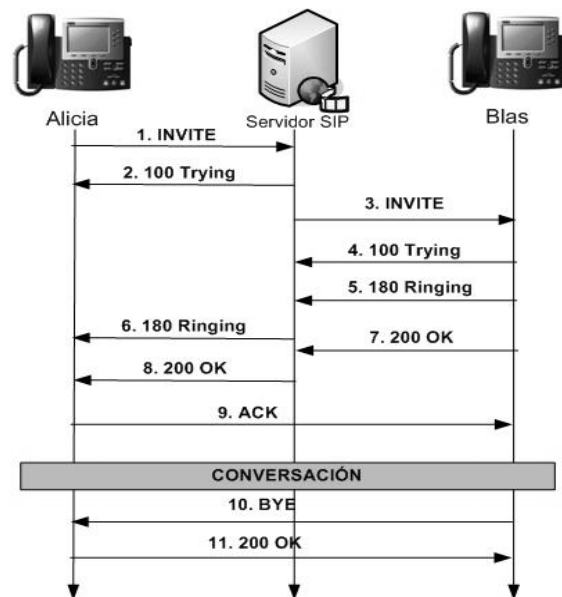 Alicia
Servidor SIP
Blas
1. INVITE
2. 100 Trying
3. INVITE
4. 100 Trying
5. 180 Ringing
6. 180 Ringing
7. 200 OK
8. 200 OK
9. ACK
CONVERSACIÓN
10. BYE
11. 200 OK